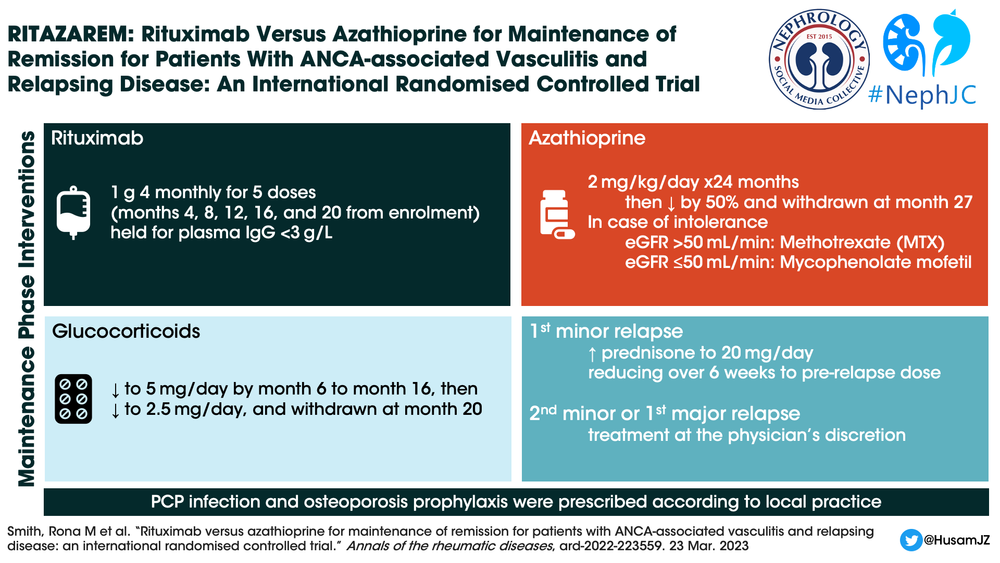 RITAZAREM: Rituximab Versus Azathioprine for Maintenance of
Remission for Patients With ANCA-associated Vasculitis and
Relapsing Disease: An International Randomised Controlled Trial
NEPHROLOGY
EST 2015
SOCIAL MEDIA COLLECTIVE
#NephJC
Maintenance Phase Interventions
Rituximab
1 g 4 monthly for 5 doses
(months 4, 8, 12, 16, and 20 from enrolment)
held for plasma IgG <3 g/L
Azathioprine
2 mg/kg/day x24 months
then ↓ by 50% and withdrawn at month 27
In case of intolerance
eGFR >50 mL/min: Methotrexate (MTX)
eGFR ≤50 mL/min: Mycophenolate mofetil
Glucocorticoids
↓ to 5 mg/day by month 6 to month 16, then
↓ to 2.5 mg/day, and withdrawn at month 20
1st minor relapse
↑ prednisone to 20 mg/day
reducing over 6 weeks to pre-relapse dose
2nd minor or 1st major relapse
treatment at the physician's discretion
PCP infection and osteoporosis prophylaxis were prescribed according to local practice
Smith, Rona M et al. "Rituximab versus azathioprine for maintenance of remission for patients with ANCA-associated vasculitis and relapsing
disease: an international randomised controlled trial." Annals of the rheumatic diseases, ard-2022-223559. 23 Mar. 2023
@HusamJZ